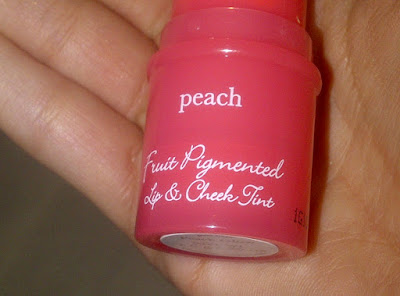 peach
Fruit Pigmented
Lip & Cheek Tint